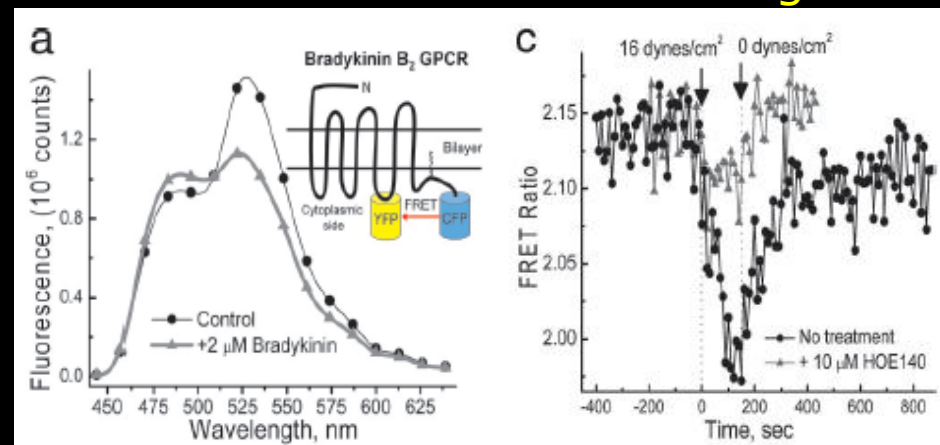 a
Bradykinin B₂ GPCR
N
Bilayer
Cytoplasmic
side
YFP
FRET
CFP
Fluorescence, (10⁶ counts)
1.2
0.8
0.4
0.0
Control
+2 μM Bradykinin
450 475 500 525 550 575 600 625
Wavelength, nm
c
16 dynes/cm²
0 dynes/cm²
FRET Ratio
2.15
2.10
2.05
2.00
No treatment
+ 10 μM HOE140
-400 -200 0 200 400 600 800
Time, sec